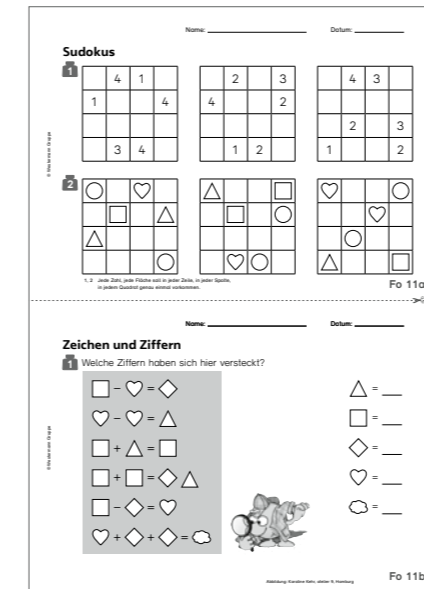 Name: Datum:
Sudokus
1
4 1 2 3 4 3
1 4 4 2
2 3
3 4 1 2 1 2
2
1, 2 Jede Zahl, jede Fläche soll in jeder Zeile, in jeder Spalte,
in jedem Quadrat genau einmal vorkommen.
Fo 11a
Name: Datum:
Zeichen und Ziffern
1 Welche Ziffern haben sich hier versteckt?
− = =
− = =
+ = =
+ = =
− = =
+ + =
Fo 11b